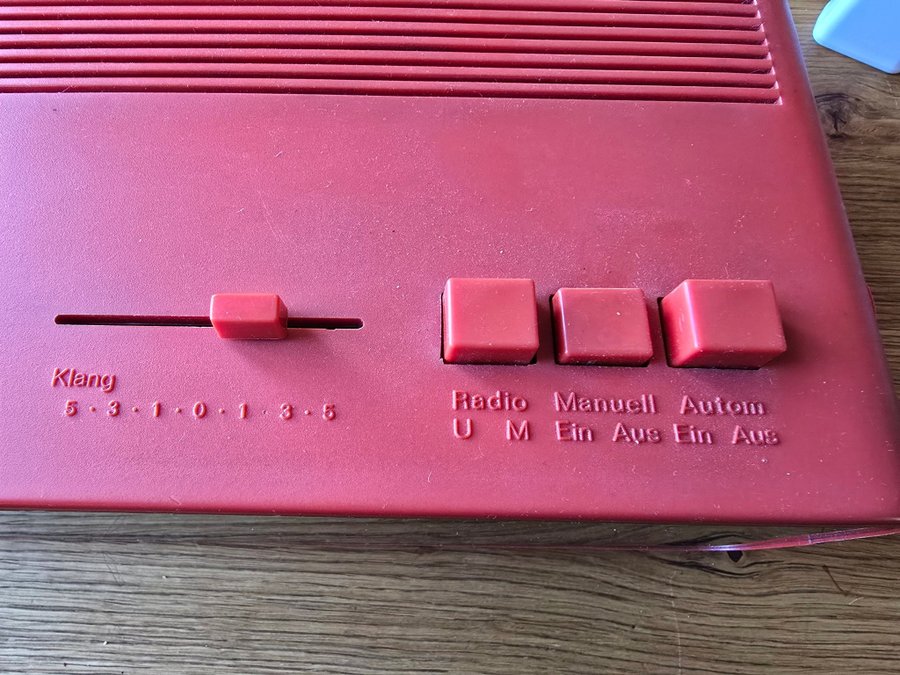 Klang
5 · 3 · 1 · 0 · 1 · 3 · 5
Radio Manuell Autom
U M Ein Aus Ein Aus